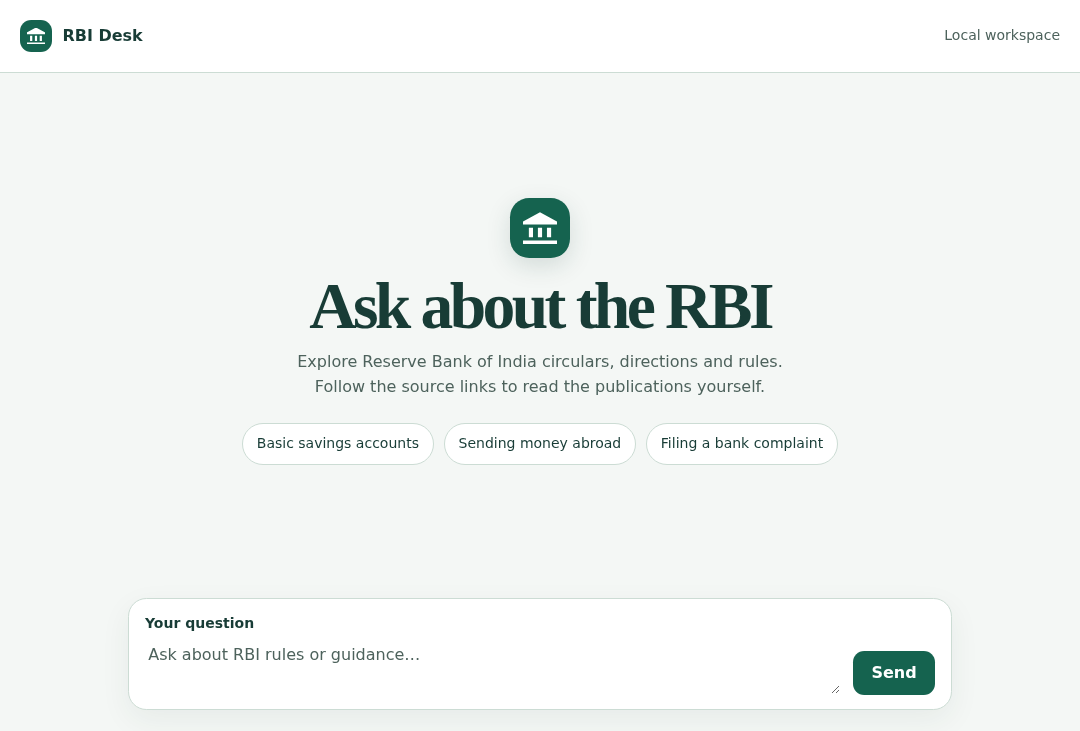 RBI Desk
Local workspace
Ask about the RBI
Explore Reserve Bank of India circulars, directions and rules.
Follow the source links to read the publications yourself.
Basic savings accounts
Sending money abroad
Filing a bank complaint
Your question
Ask about RBI rules or guidance…
Send